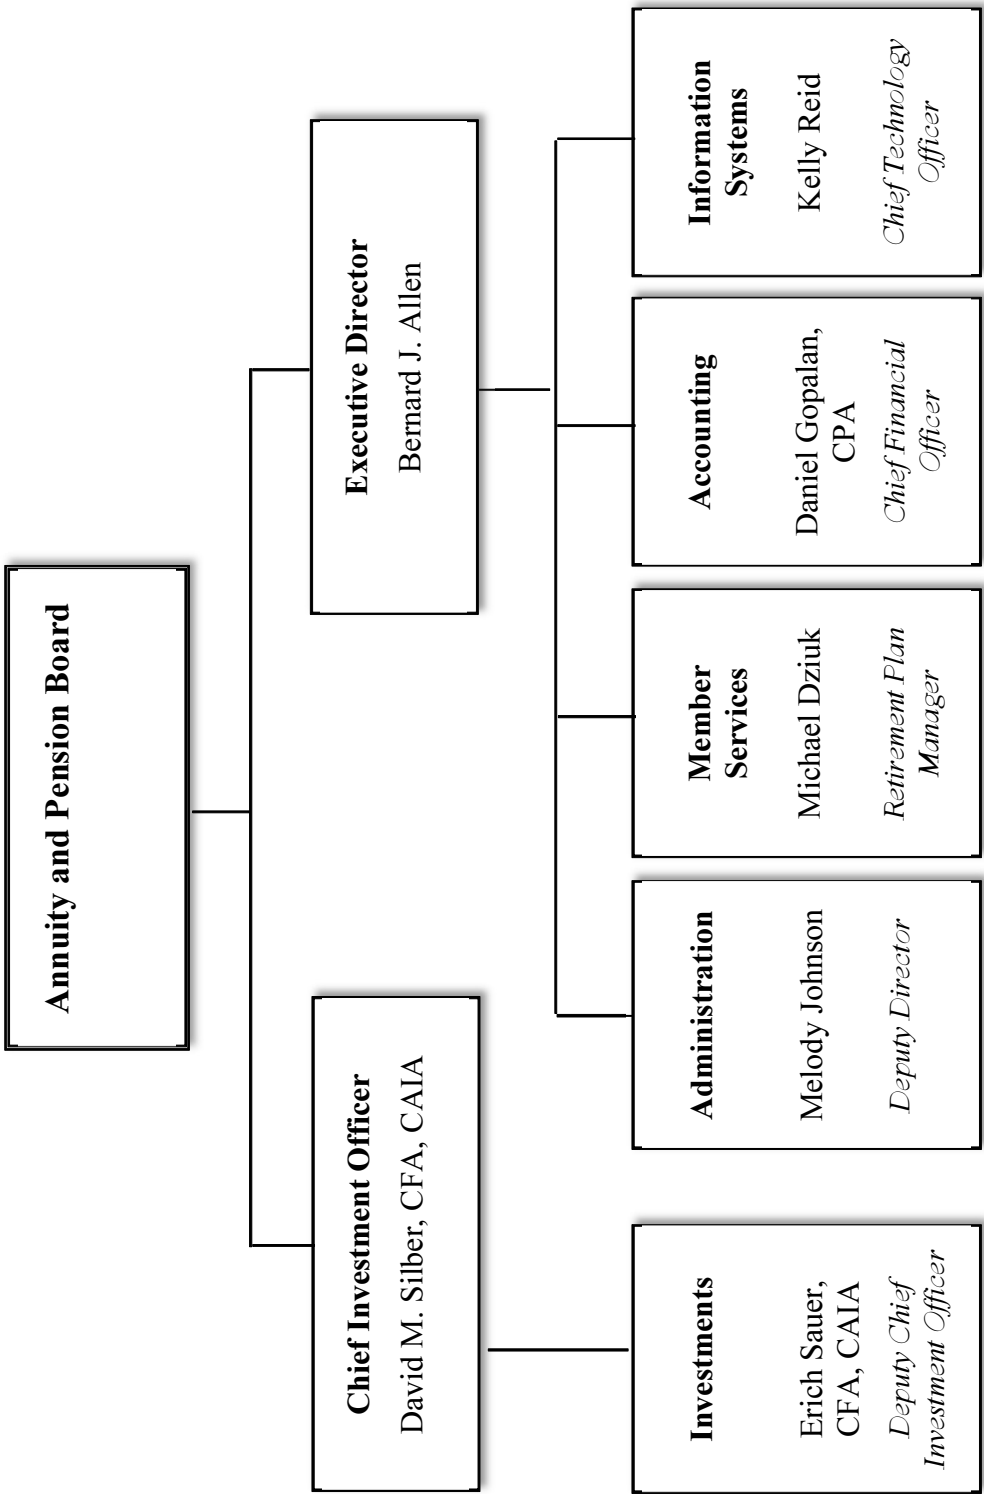 Annuity and Pension Board
Chief Investment Officer
David M. Silber, CFA, CAIA
Executive Director
Bernard J. Allen
Investments
Erich Sauer,
CFA, CAIA
Deputy Chief
Investment Officer
Administration
Melody Johnson
Deputy Director
Member
Services
Michael Dziuk
Retirement Plan
Manager
Accounting
Daniel Gopalan,
CPA
Chief Financial
Officer
Information
Systems
Kelly Reid
Chief Technology
Officer